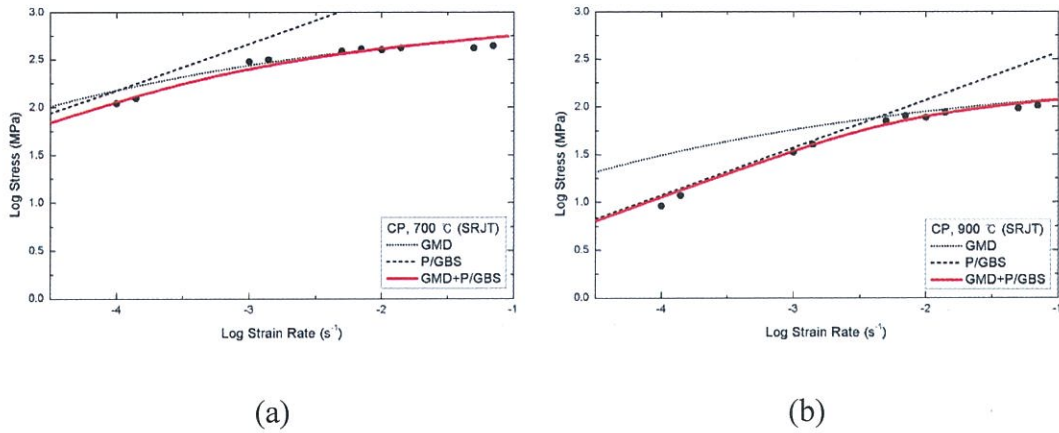 3.0
2.5
2.0
1.5
1.0
0.5
0.0
Log Stress (MPa)
CP, 700 ℃ (SRJT)
GMD
P/GBS
GMD+P/GBS
-4 -3 -2 -1
Log Strain Rate (s⁻¹)
(a)
3.0
2.5
2.0
1.5
1.0
0.5
0.0
Log Stress (MPa)
CP, 900 ℃ (SRJT)
GMD
P/GBS
GMD+P/GBS
-4 -3 -2 -1
Log Strain Rate (s⁻¹)
(b)